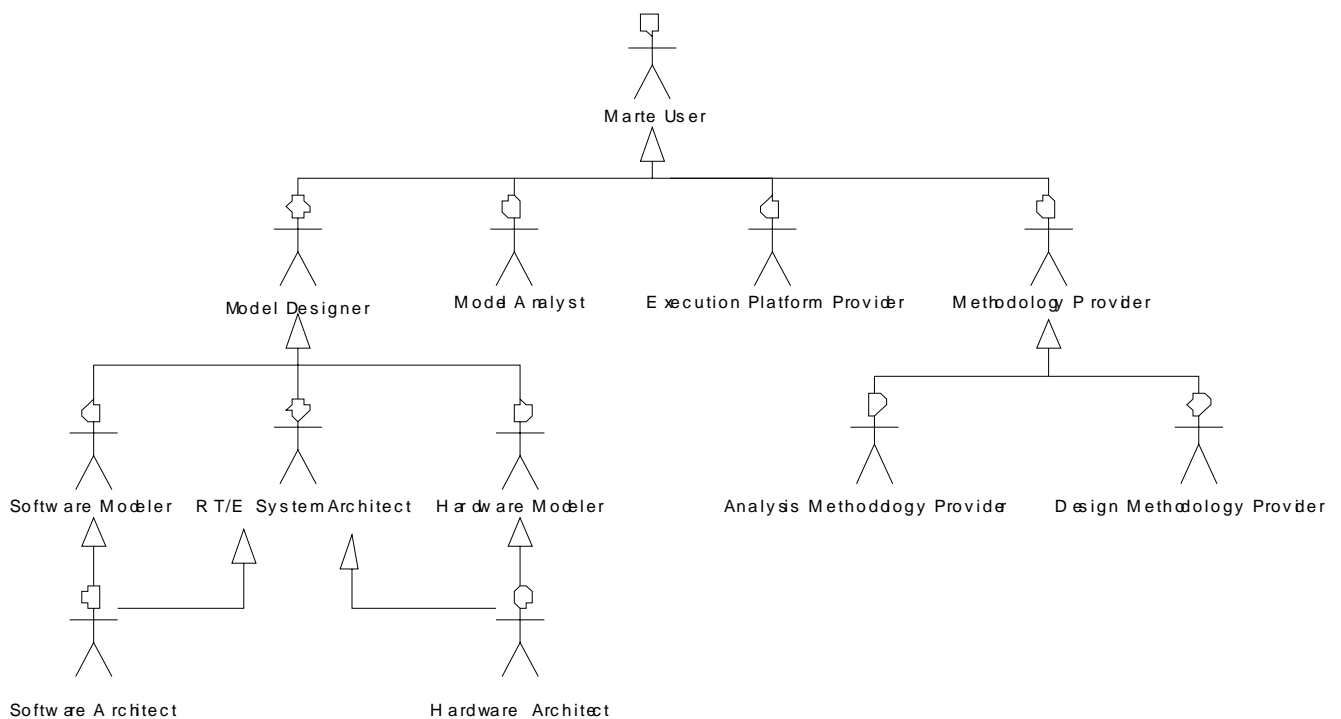 Marte User
Model Designer
Model Analyst
Execution Platform Provider
Methodology Provider
Software Modeler
RT/E System Architect
Hardware Modeler
Analysis Methodology Provider
Design Methodology Provider
Software Architect
Hardware Architect